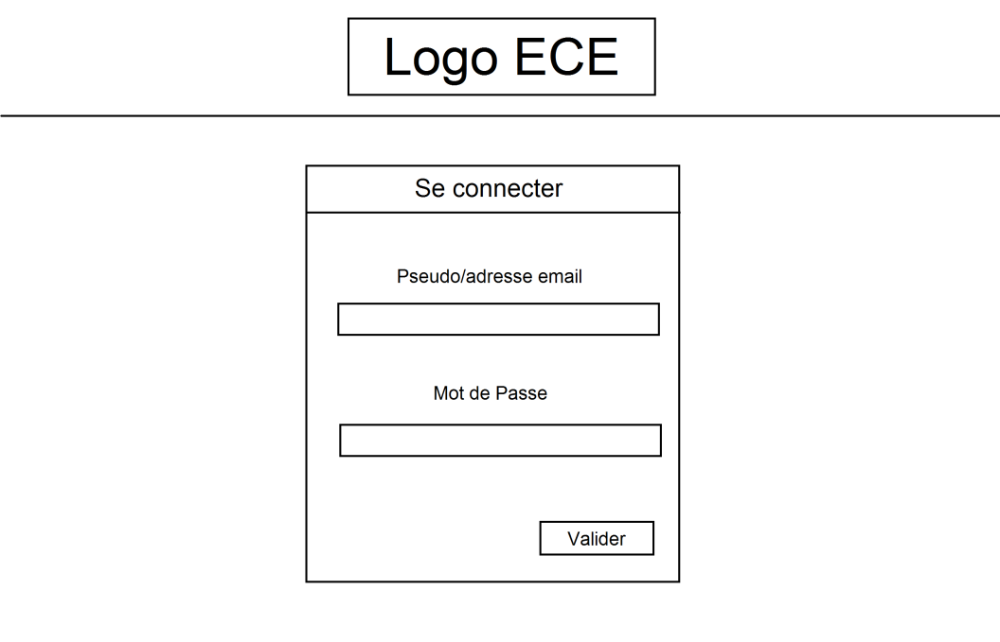 Logo ECE
Se connecter
Pseudo/adresse email
Mot de Passe
Valider